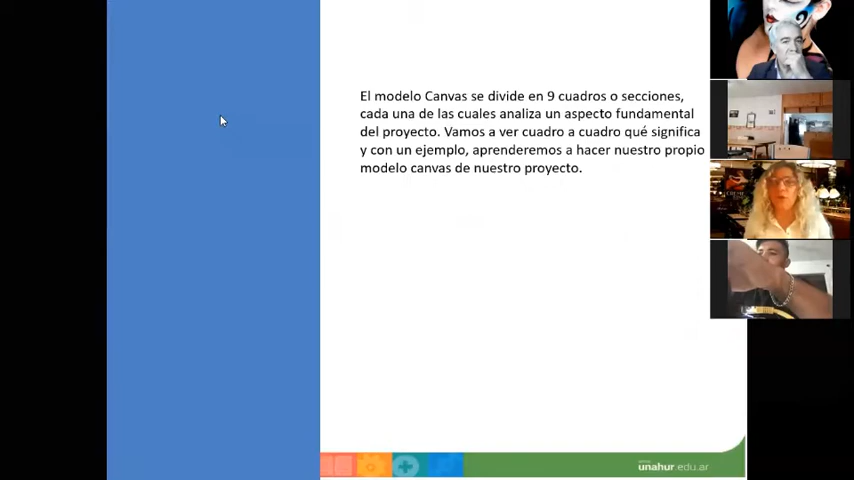 El modelo Canvas se divide en 9 cuadros o secciones,
cada una de las cuales analiza un aspecto fundamental
del proyecto. Vamos a ver cuadro a cuadro qué significa
y con un ejemplo, aprenderemos a hacer nuestro propio
modelo canvas de nuestro proyecto.
unahur.edu.ar